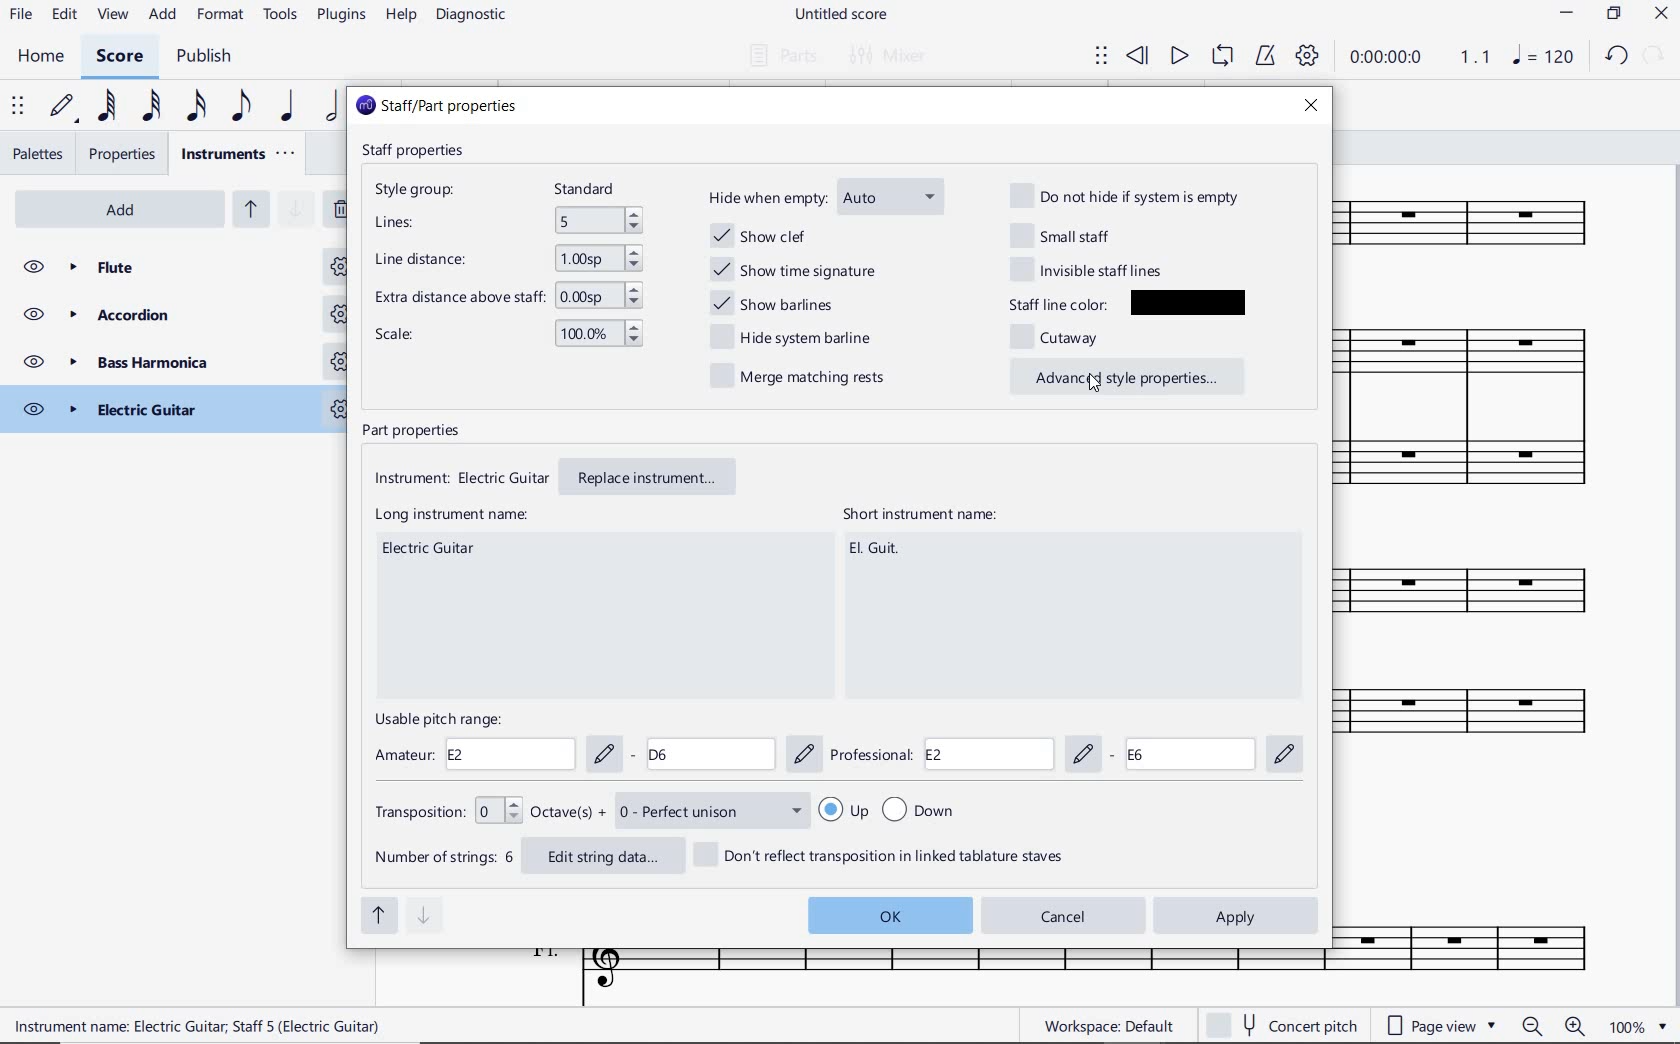 File Edit View Add Format Tools Plugins Help Diagnostic Untitled score
Home Score Publish Parts Mixer 0:00:00:0 1.1 = 120
Palettes Properties Instruments ···
Add
Flute
Accordion
Bass Harmonica
Electric Guitar
Staff/Part properties
Staff properties
Style group: Standard
Lines: 5
Line distance: 1.00sp
Extra distance above staff: 0.00sp
Scale: 100.0%
Hide when empty: Auto
Show clef
Show time signature
Show barlines
Hide system barline
Merge matching rests
Do not hide if system is empty
Small staff
Invisible staff lines
Staff line color:
Cutaway
Advanced style properties...
Part properties
Instrument: Electric Guitar Replace instrument...
Long instrument name: Short instrument name:
Electric Guitar El. Guit.
Usable pitch range:
Amateur: E2 - D6 Professional: E2 - E6
Transposition: 0 Octave(s) + 0 - Perfect unison Up Down
Number of strings: 6 Edit string data... Don't reflect transposition in linked tablature staves
OK Cancel Apply
Fl.
Instrument name: Electric Guitar; Staff 5 (Electric Guitar) Workspace: Default Concert pitch Page view 100%